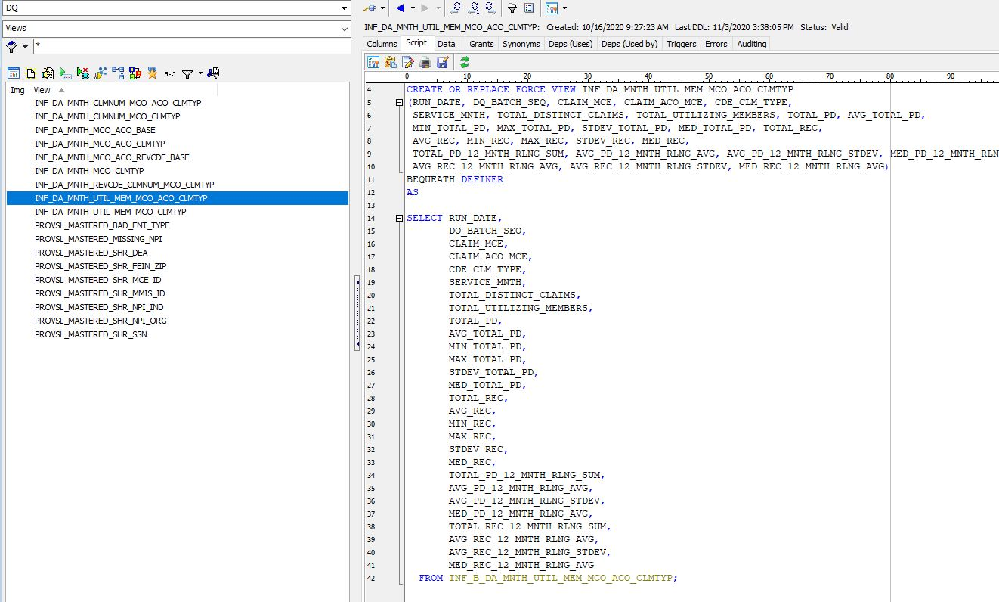 DQ
Views
*
Img View
INF_DA_MNTH_CLMNUM_MCO_ACO_CLMTYP
INF_DA_MNTH_CLMNUM_MCO_CLMTYP
INF_DA_MNTH_MCO_ACO_BASE
INF_DA_MNTH_MCO_ACO_CLMTYP
INF_DA_MNTH_MCO_ACO_REVCDE_BASE
INF_DA_MNTH_MCO_CLMTYP
INF_DA_MNTH_REVCDE_CLMNUM_MCO_CLMTYP
INF_DA_MNTH_UTIL_MEM_MCO_ACO_CLMTYP
INF_DA_MNTH_UTIL_MEM_MCO_CLMTYP
PROVSL_MASTERED_BAD_ENT_TYPE
PROVSL_MASTERED_MISSING_NPI
PROVSL_MASTERED_SHR_DEA
PROVSL_MASTERED_SHR_FEIN_ZIP
PROVSL_MASTERED_SHR_MCE_ID
PROVSL_MASTERED_SHR_MMIS_ID
PROVSL_MASTERED_SHR_NPI_IND
PROVSL_MASTERED_SHR_NPI_ORG
PROVSL_MASTERED_SHR_SSN
INF_DA_MNTH_UTIL_MEM_MCO_ACO_CLMTYP: Created: 10/16/2020 9:27:23 AM Last DDL: 11/3/2020 3:38:05 PM Status: Valid
Columns Script Data Grants Synonyms Deps (Uses) Deps (Used by) Triggers Errors Auditing
0 10 20 30 40 50 60 70 80 90
4 CREATE OR REPLACE FORCE VIEW INF_DA_MNTH_UTIL_MEM_MCO_ACO_CLMTYP
5 (RUN_DATE, DQ_BATCH_SEQ, CLAIM_MCE, CLAIM_ACO_MCE, CDE_CLM_TYPE,
6 SERVICE_MNTH, TOTAL_DISTINCT_CLAIMS, TOTAL_UTILIZING_MEMBERS, TOTAL_PD, AVG_TOTAL_PD,
7 MIN_TOTAL_PD, MAX_TOTAL_PD, STDEV_TOTAL_PD, MED_TOTAL_PD, TOTAL_REC,
8 AVG_REC, MIN_REC, MAX_REC, STDEV_REC, MED_REC,
9 TOTAL_PD_12_MNTH_RLNG_SUM, AVG_PD_12_MNTH_RLNG_AVG, AVG_PD_12_MNTH_RLNG_STDEV, MED_PD_12_MNTH_RLN
10 AVG_REC_12_MNTH_RLNG_AVG, AVG_REC_12_MNTH_RLNG_STDEV, MED_REC_12_MNTH_RLNG_AVG)
11 BEQUEATH DEFINER
12 AS
13
14 SELECT RUN_DATE,
15 DQ_BATCH_SEQ,
16 CLAIM_MCE,
17 CLAIM_ACO_MCE,
18 CDE_CLM_TYPE,
19 SERVICE_MNTH,
20 TOTAL_DISTINCT_CLAIMS,
21 TOTAL_UTILIZING_MEMBERS,
22 TOTAL_PD,
23 AVG_TOTAL_PD,
24 MIN_TOTAL_PD,
25 MAX_TOTAL_PD,
26 STDEV_TOTAL_PD,
27 MED_TOTAL_PD,
28 TOTAL_REC,
29 AVG_REC,
30 MIN_REC,
31 MAX_REC,
32 STDEV_REC,
33 MED_REC,
34 TOTAL_PD_12_MNTH_RLNG_SUM,
35 AVG_PD_12_MNTH_RLNG_AVG,
36 AVG_PD_12_MNTH_RLNG_STDEV,
37 MED_PD_12_MNTH_RLNG_AVG,
38 TOTAL_REC_12_MNTH_RLNG_SUM,
39 AVG_REC_12_MNTH_RLNG_AVG,
40 AVG_REC_12_MNTH_RLNG_STDEV,
41 MED_REC_12_MNTH_RLNG_AVG
42 FROM INF_B_DA_MNTH_UTIL_MEM_MCO_ACO_CLMTYP;